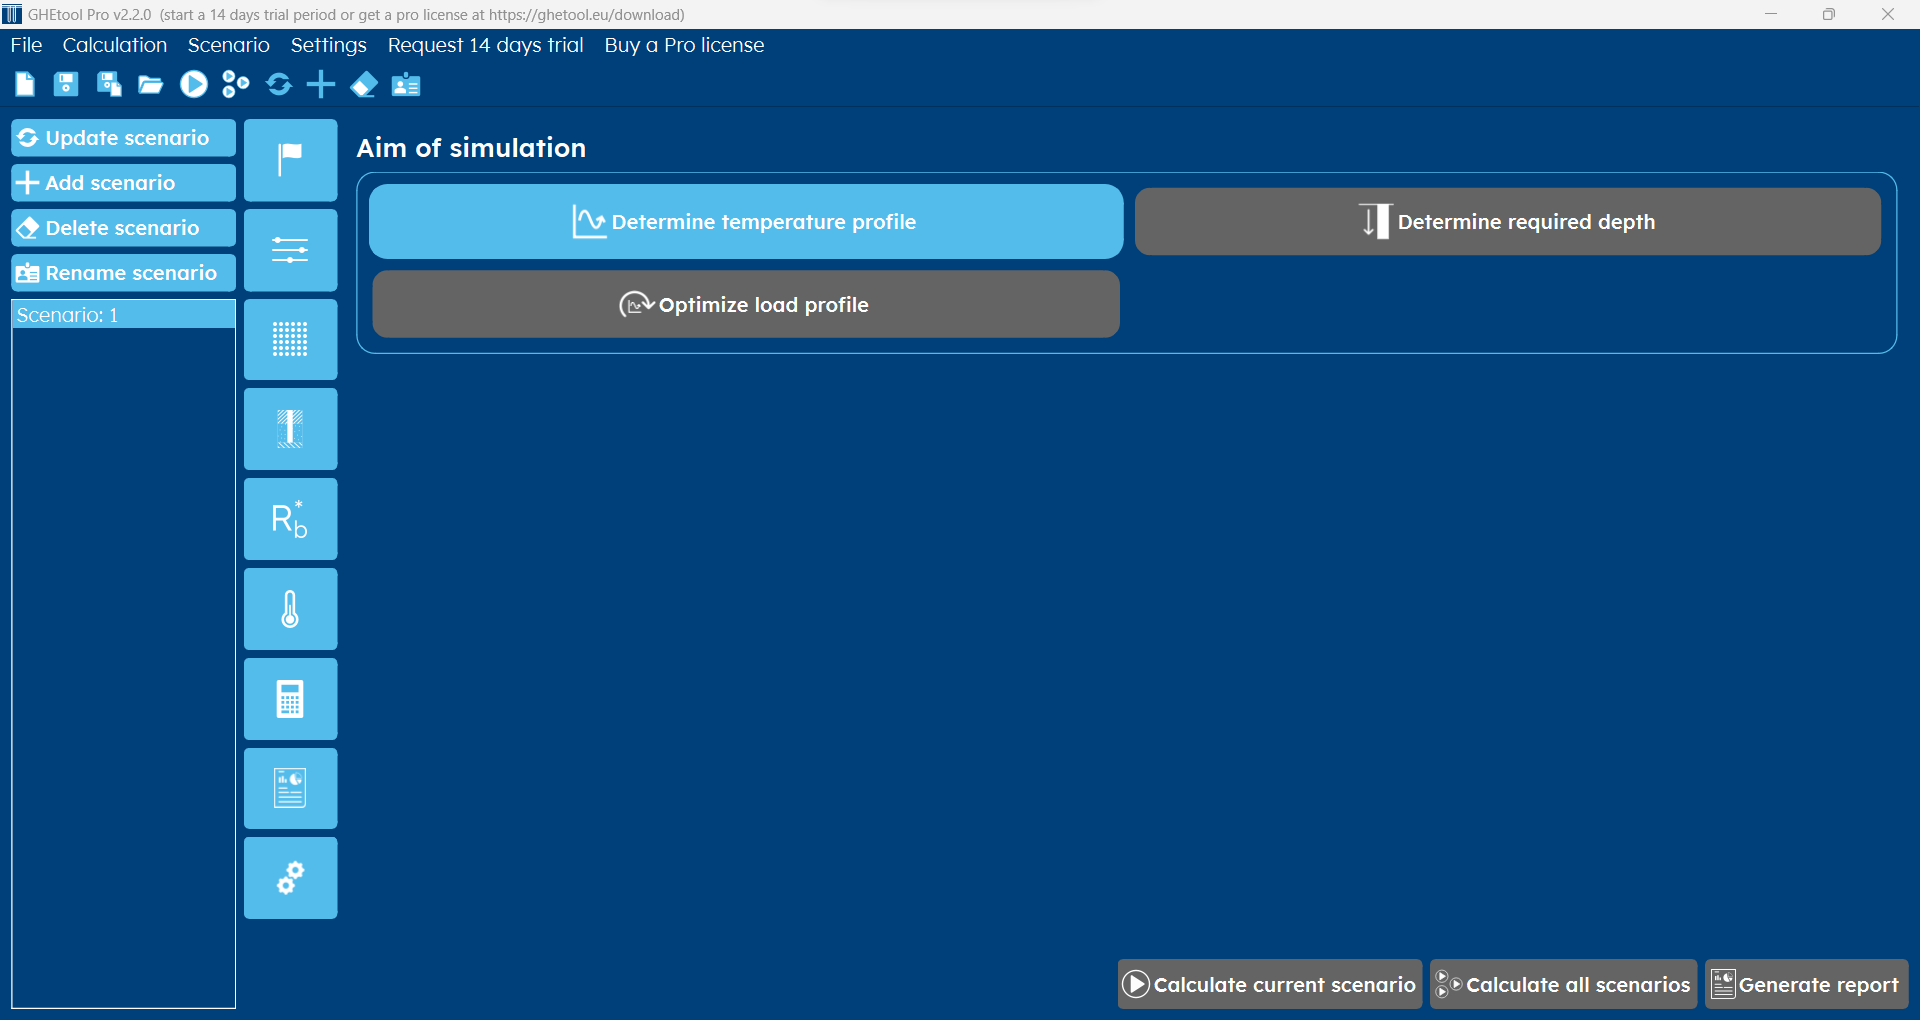 GHEtool Pro v2.2.0 (start a 14 days trial period or get a pro license at https://ghetool.eu/download)
File Calculation Scenario Settings Request 14 days trial Buy a Pro license
Update scenario
Add scenario
Delete scenario
Rename scenario
Scenario: 1
R*b
Aim of simulation
Determine temperature profile
Determine required depth
Optimize load profile
Calculate current scenario
Calculate all scenarios
Generate report